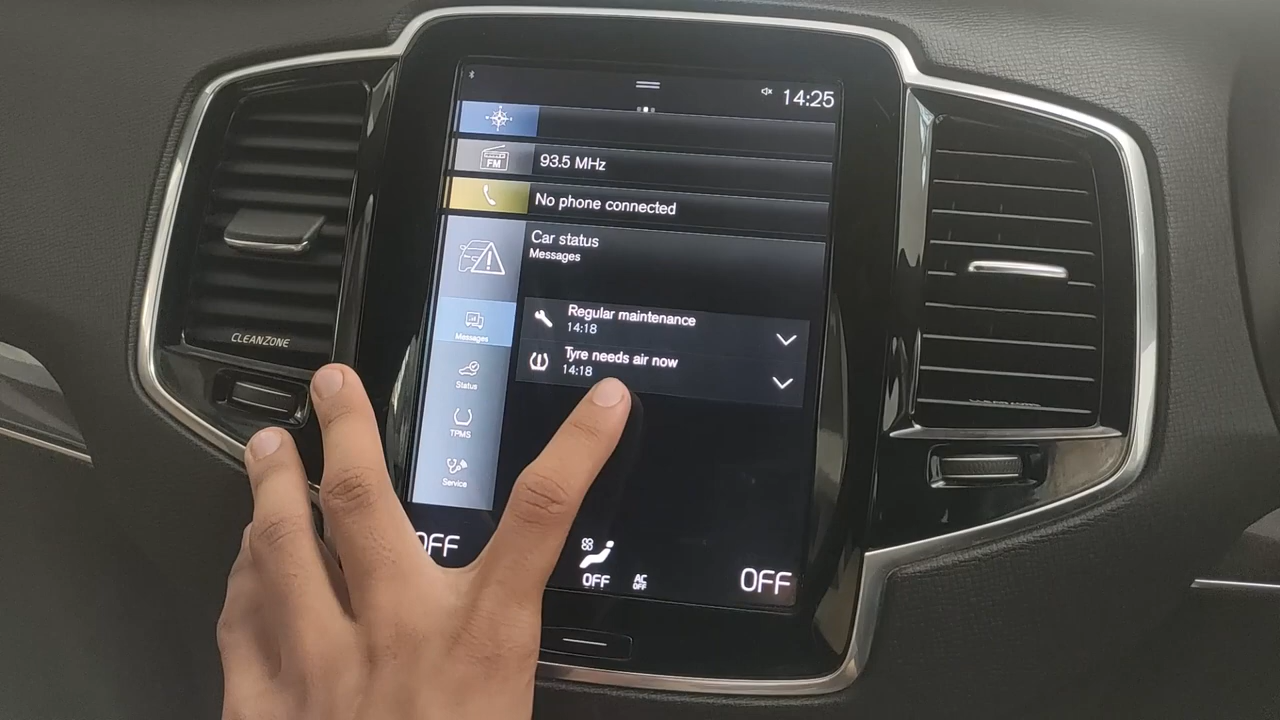 14:25
FM
93.5 MHz
No phone connected
Car status
Messages
Messages
Regular maintenance
14:18
Tyre needs air now
14:18
Status
TPMS
Service
CLEANZONE
OFF
OFF
AC
OFF
OFF